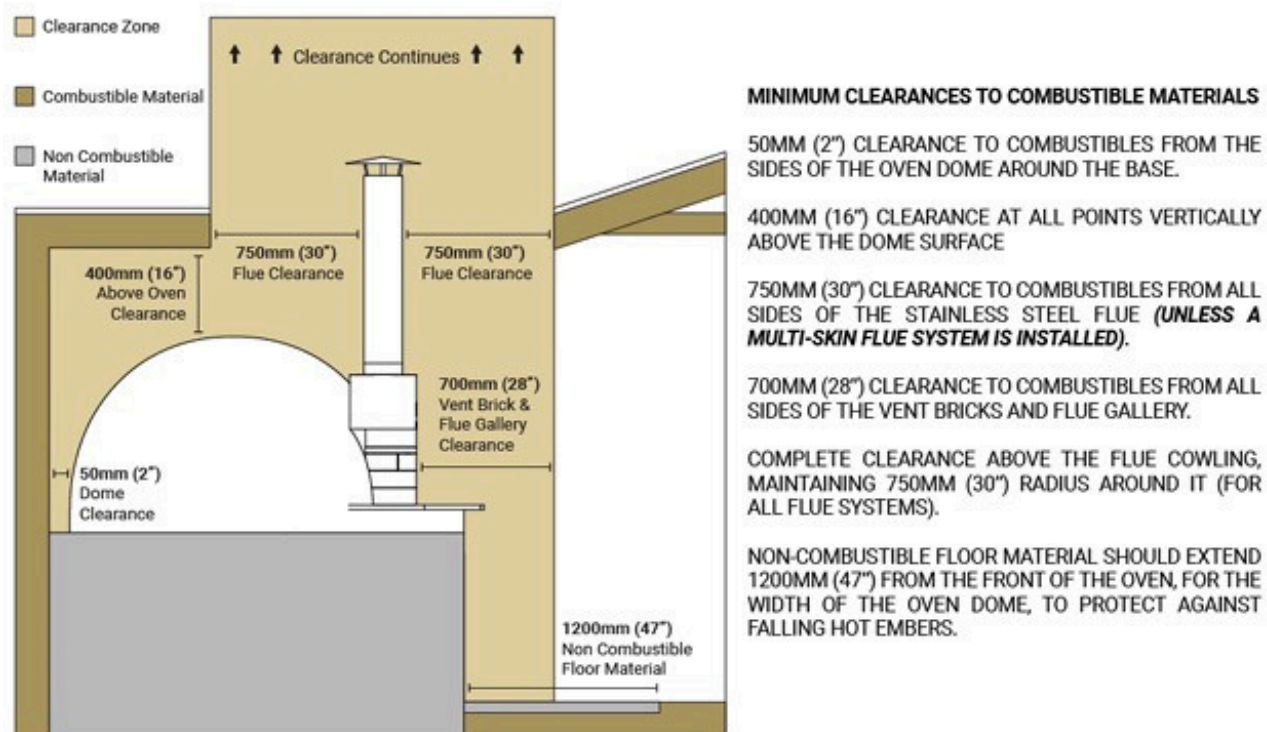 Clearance Zone
Combustible Material
Non Combustible
Material
Clearance Continues
750mm (30”)
Flue Clearance
750mm (30”)
Flue Clearance
400mm (16”)
Above Oven
Clearance
700mm (28”)
Vent Brick &
Flue Gallery
Clearance
50mm (2”)
Dome
Clearance
1200mm (47”)
Non Combustible
Floor Material
MINIMUM CLEARANCES TO COMBUSTIBLE MATERIALS
50MM (2”) CLEARANCE TO COMBUSTIBLES FROM THE
SIDES OF THE OVEN DOME AROUND THE BASE.
400MM (16”) CLEARANCE AT ALL POINTS VERTICALLY
ABOVE THE DOME SURFACE
750MM (30”) CLEARANCE TO COMBUSTIBLES FROM ALL
SIDES OF THE STAINLESS STEEL FLUE (UNLESS A
MULTI-SKIN FLUE SYSTEM IS INSTALLED).
700MM (28”) CLEARANCE TO COMBUSTIBLES FROM ALL
SIDES OF THE VENT BRICKS AND FLUE GALLERY.
COMPLETE CLEARANCE ABOVE THE FLUE COWLING,
MAINTAINING 750MM (30”) RADIUS AROUND IT (FOR
ALL FLUE SYSTEMS).
NON-COMBUSTIBLE FLOOR MATERIAL SHOULD EXTEND
1200MM (47”) FROM THE FRONT OF THE OVEN, FOR THE
WIDTH OF THE OVEN DOME, TO PROTECT AGAINST
FALLING HOT EMBERS.